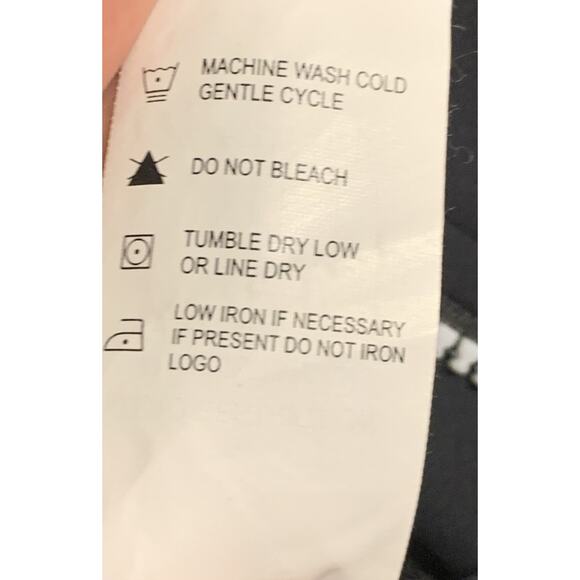 MACHINE WASH COLD
GENTLE CYCLE
DO NOT BLEACH
TUMBLE DRY LOW
OR LINE DRY
LOW IRON IF NECESSARY
IF PRESENT DO NOT IRON
LOGO